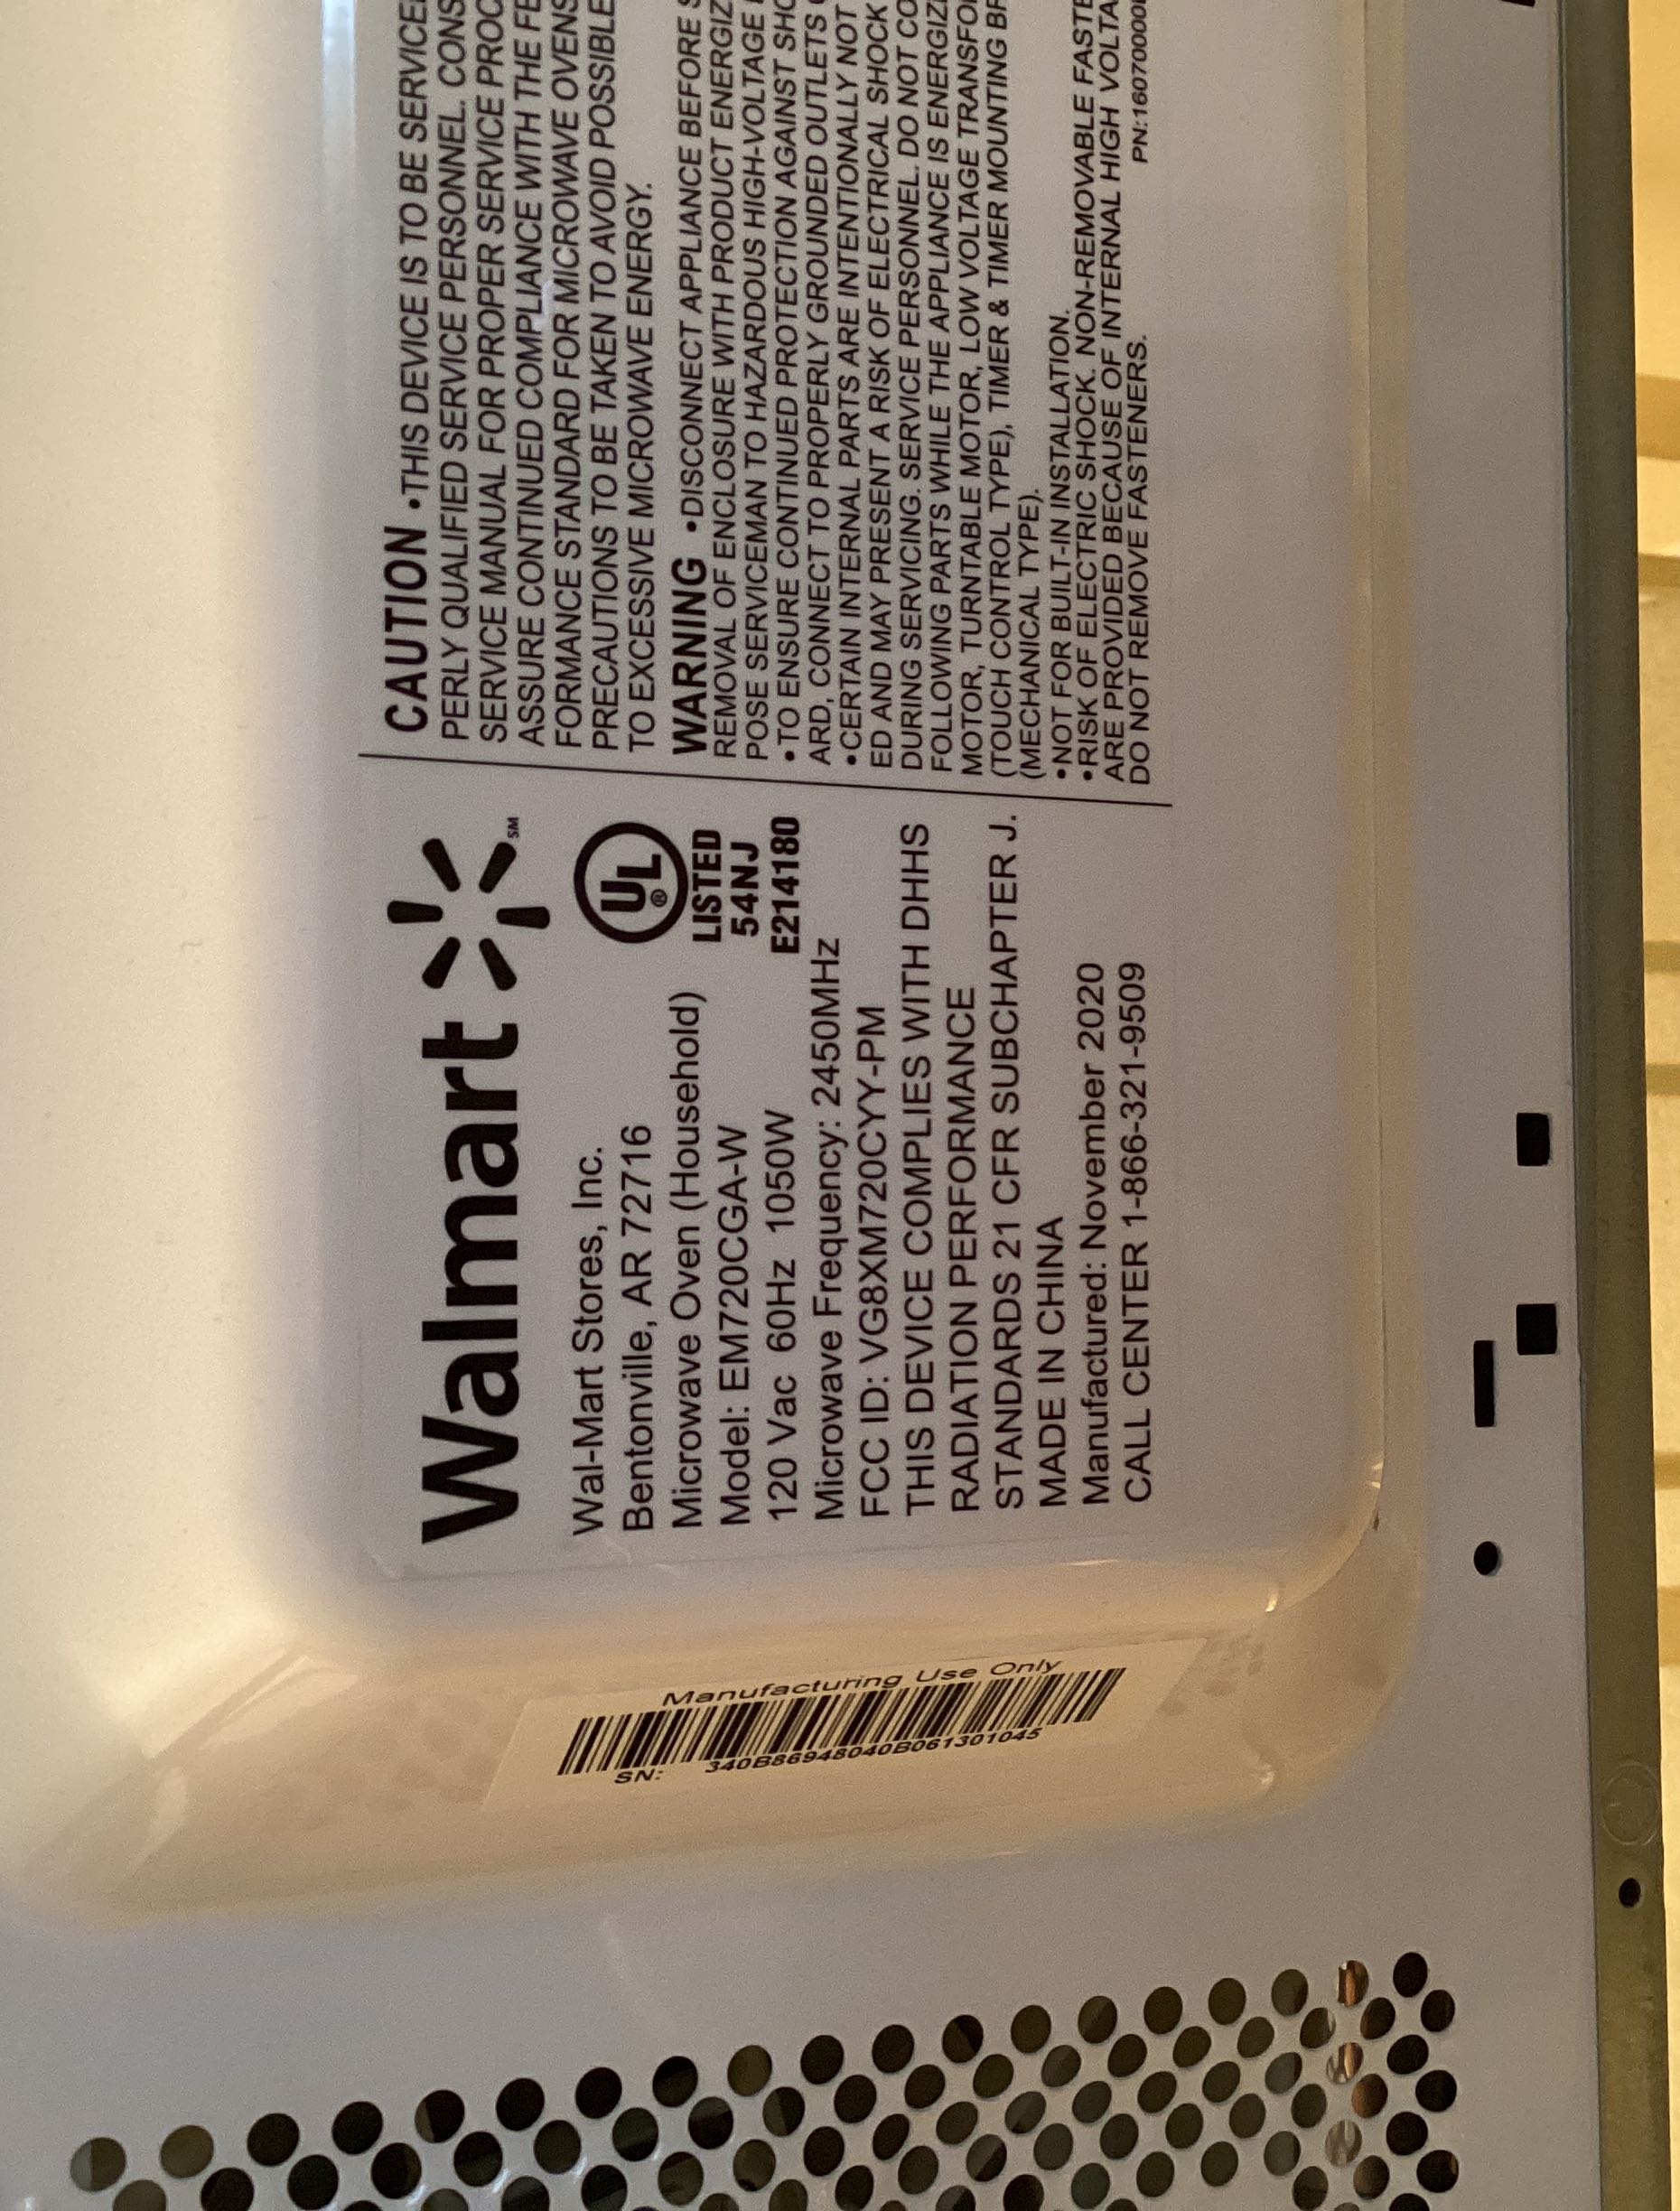 Walmart
SM
Wal-Mart Stores, Inc.
Bentonville, AR 72716
Microwave Oven (Household)
Model: EM720CGA-W
120 Vac 60Hz 1050W
Microwave Frequency: 2450MHz
FCC ID: VG8XM720CYY-PM
THIS DEVICE COMPLIES WITH DHHS
RADIATION PERFORMANCE
STANDARDS 21 CFR SUBCHAPTER J.
MADE IN CHINA
Manufactured: November 2020
CALL CENTER 1-866-321-9509
UL
®
LISTED
54NJ
E214180
CAUTION •THIS DEVICE IS TO BE
PERLY QUALIFIED SERVICE PERSONNEL.
SERVICE MANUAL FOR PROPER SERVICE
ASSURE CONTINUED COMPLIANCE WITH THE
FORMANCE STANDARD FOR MICROWAVE OVENS
PRECAUTIONS TO BE TAKEN TO AVOID POSSIBLE
TO EXCESSIVE MICROWAVE ENERGY.
WARNING •DISCONNECT APPLIANCE BEFORE
REMOVAL OF ENCLOSURE WITH PRODUCT
POSE SERVICEMAN TO HAZARDOUS HIGH-VOLTAGE
•TO ENSURE CONTINUED PROTECTION AGAINST
ARD, CONNECT TO PROPERLY GROUNDED OUTLETS
•CERTAIN INTERNAL PARTS ARE INTENTIONALLY NOT
ED AND MAY PRESENT A RISK OF ELECTRICAL SHOCK
DURING SERVICING. SERVICE PERSONNEL. DO NOT
FOLLOWING PARTS WHILE THE APPLIANCE IS
MOTOR, TURNTABLE MOTOR, LOW VOLTAGE
(TOUCH CONTROL TYPE), TIMER & TIMER MOUNTING
(MECHANICAL TYPE).
•NOT FOR BUILT-IN INSTALLATION.
•RISK OF ELECTRIC SHOCK. NON-REMOVABLE
ARE PROVIDED BECAUSE OF INTERNAL HIGH
DO NOT REMOVE FASTENERS.
Manufacturing Use Only
SN: 340B86948040B061301045